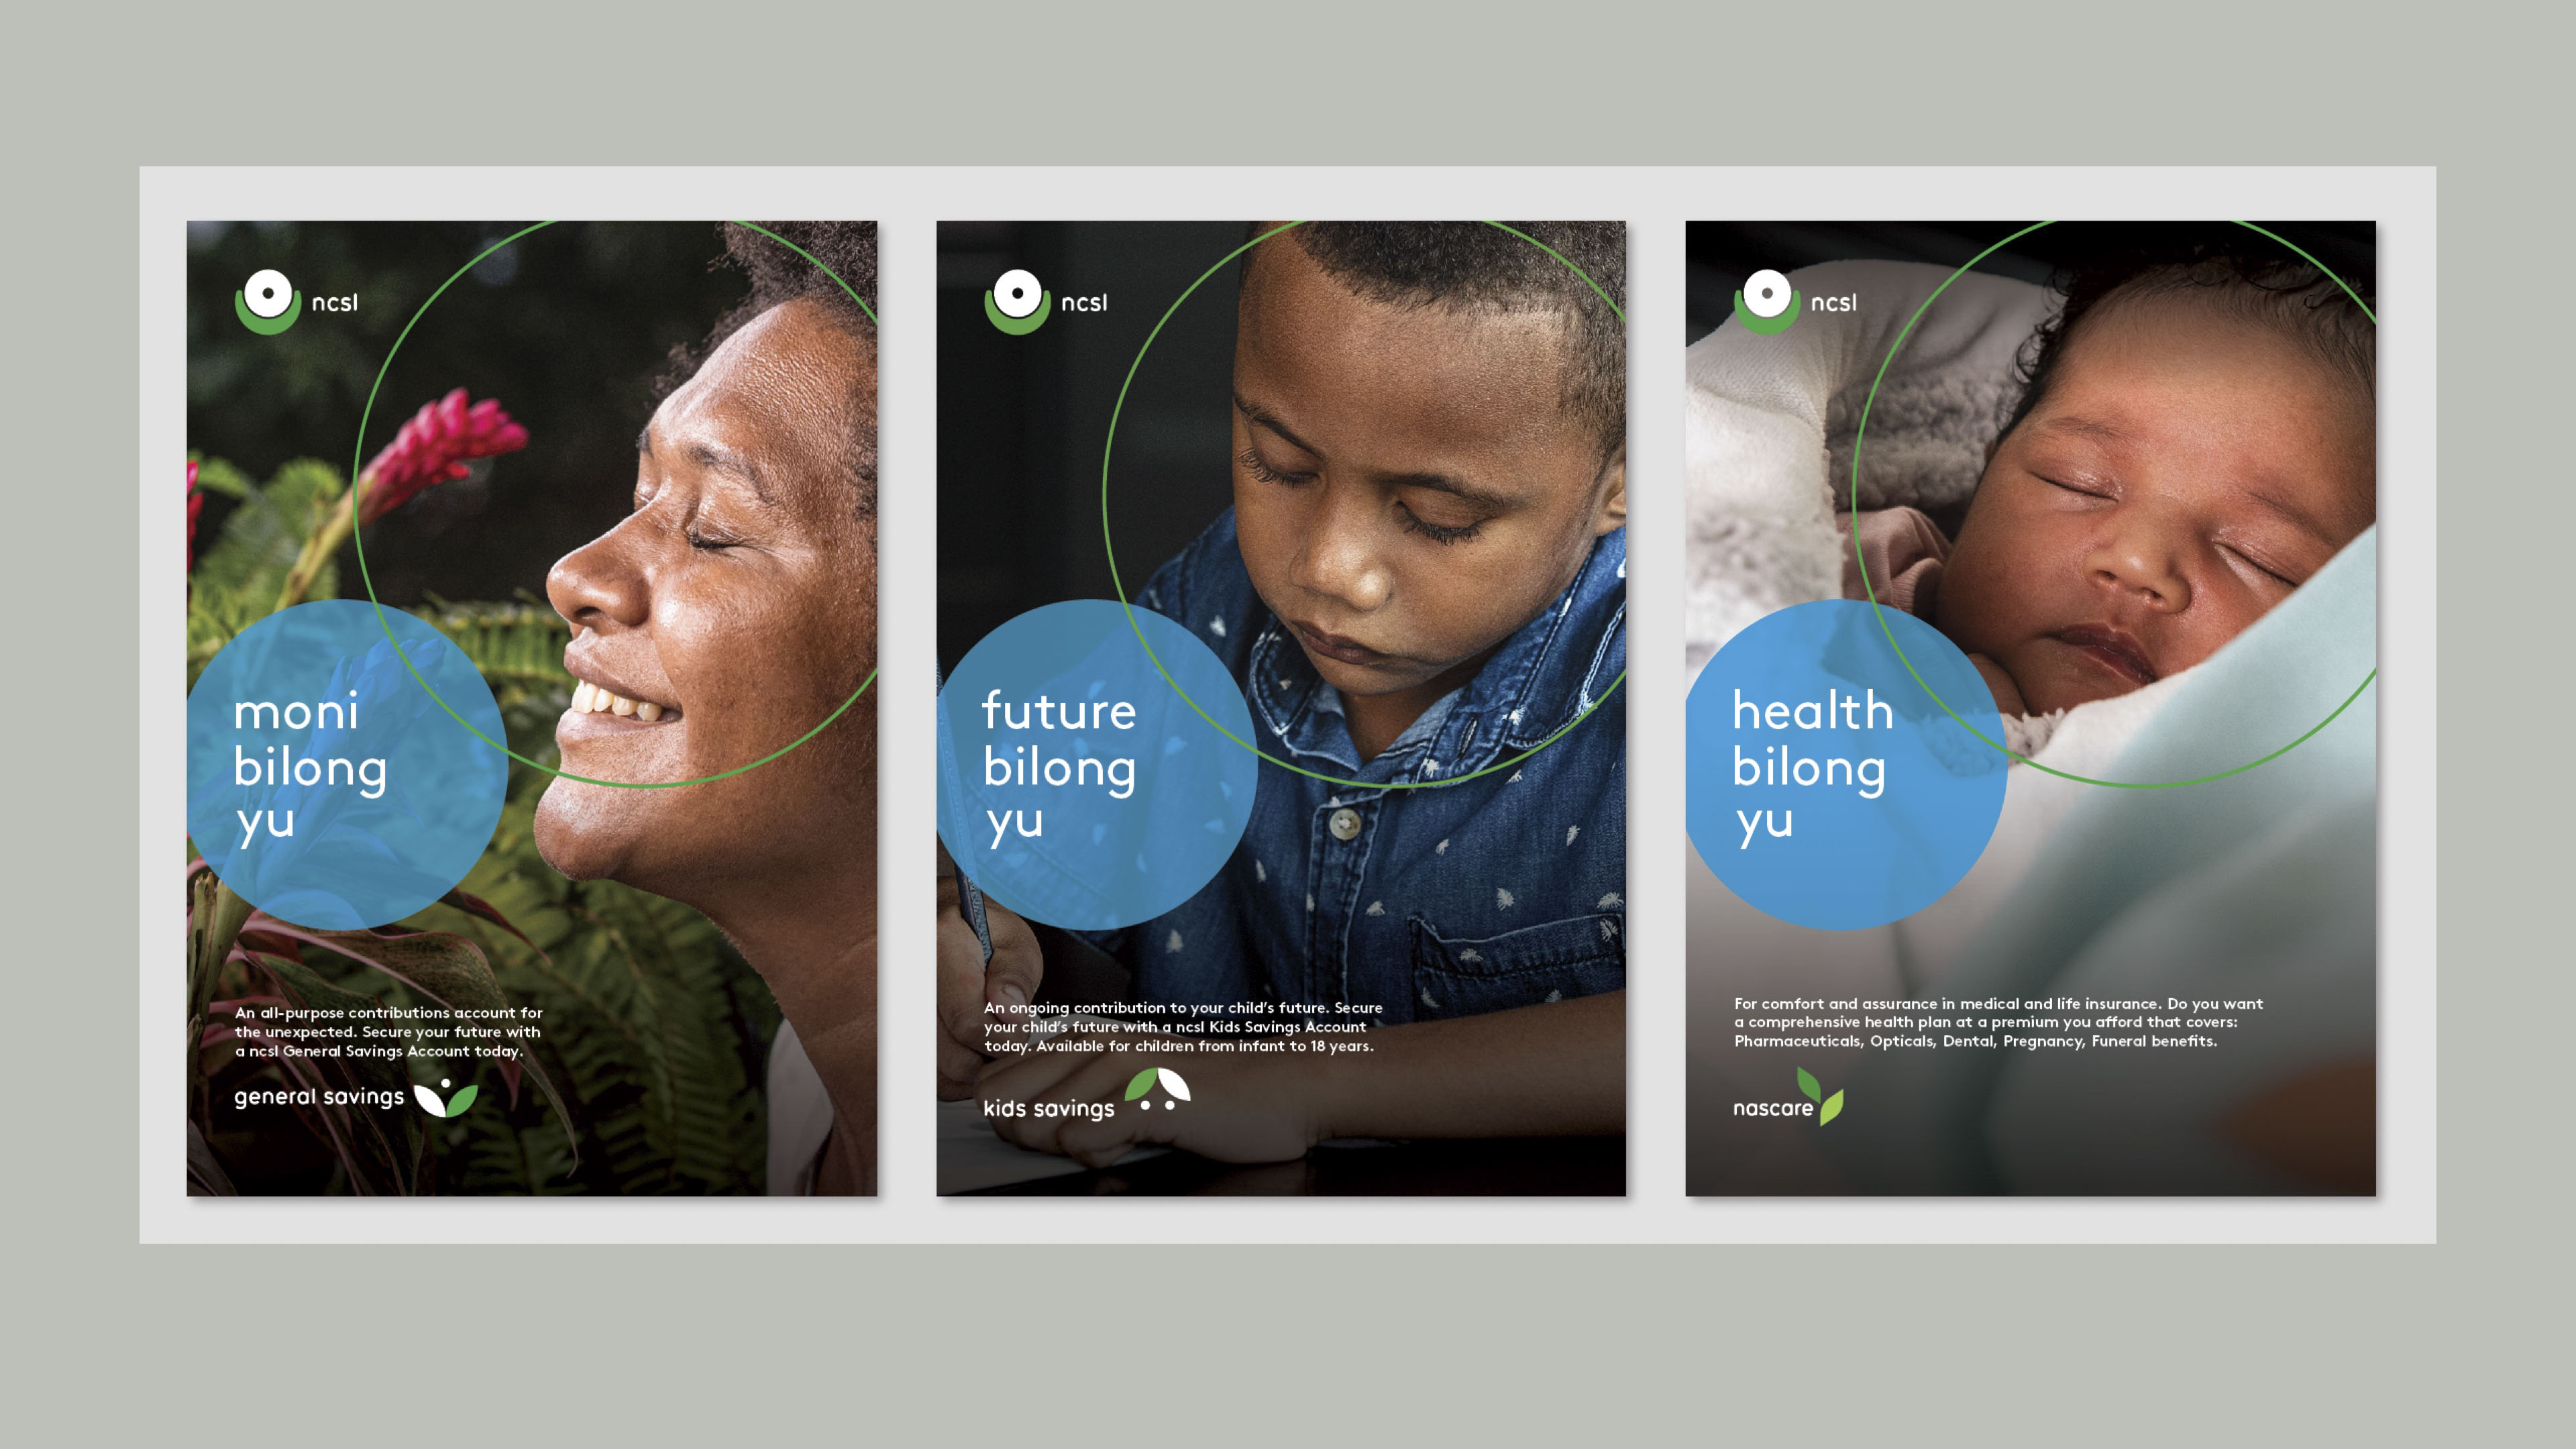 ncsl
moni
bilong
yu
An all-purpose contributions account for
the unexpected. Secure your future with
a ncsl General Savings Account today.
general savings
ncsl
future
bilong
yu
An ongoing contribution to your child's future. Secure
your child's future with a ncsl Kids Savings Account
today. Available for children from infant to 18 years.
kids savings
ncsl
health
bilong
yu
For comfort and assurance in medical and life insurance. Do you want
a comprehensive health plan at a premium you afford that covers:
Pharmaceuticals, Opticals, Dental, Pregnancy, Funeral benefits.
nascare